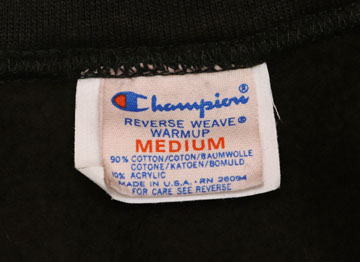 Champion®
REVERSE WEAVE®
WARMUP
MEDIUM
90% COTTON/COTON/BAUMWOLLE
COTONE/KATOEN/BOMULD
10% ACRYLIC
MADE IN U.S.A. · RN 26094
FOR CARE SEE REVERSE